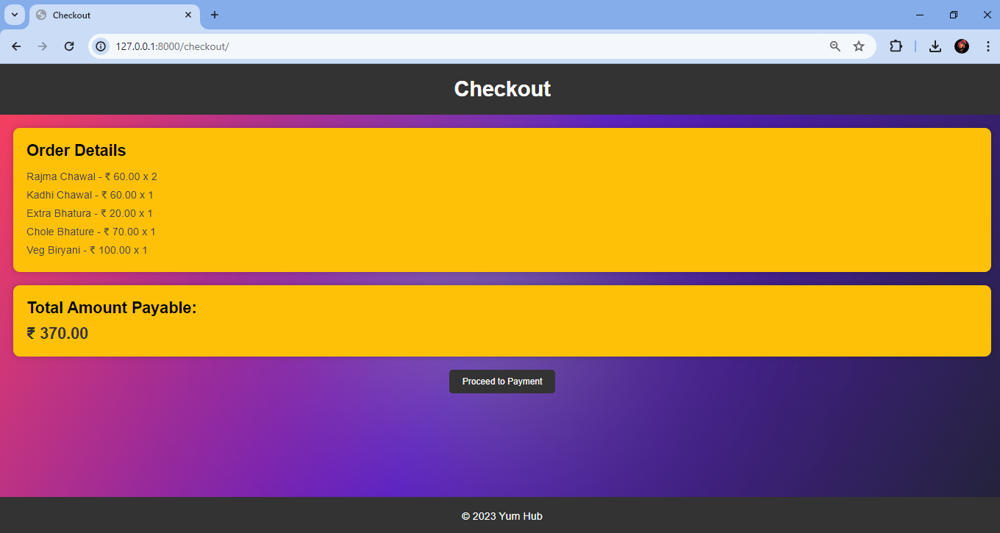 Checkout
127.0.0.1:8000/checkout/
Checkout
Order Details
Rajma Chawal - ₹ 60.00 x 2
Kadhi Chawal - ₹ 60.00 x 1
Extra Bhatura - ₹ 20.00 x 1
Chole Bhature - ₹ 70.00 x 1
Veg Biryani - ₹ 100.00 x 1
Total Amount Payable:
₹ 370.00
Proceed to Payment
© 2023 Yum Hub